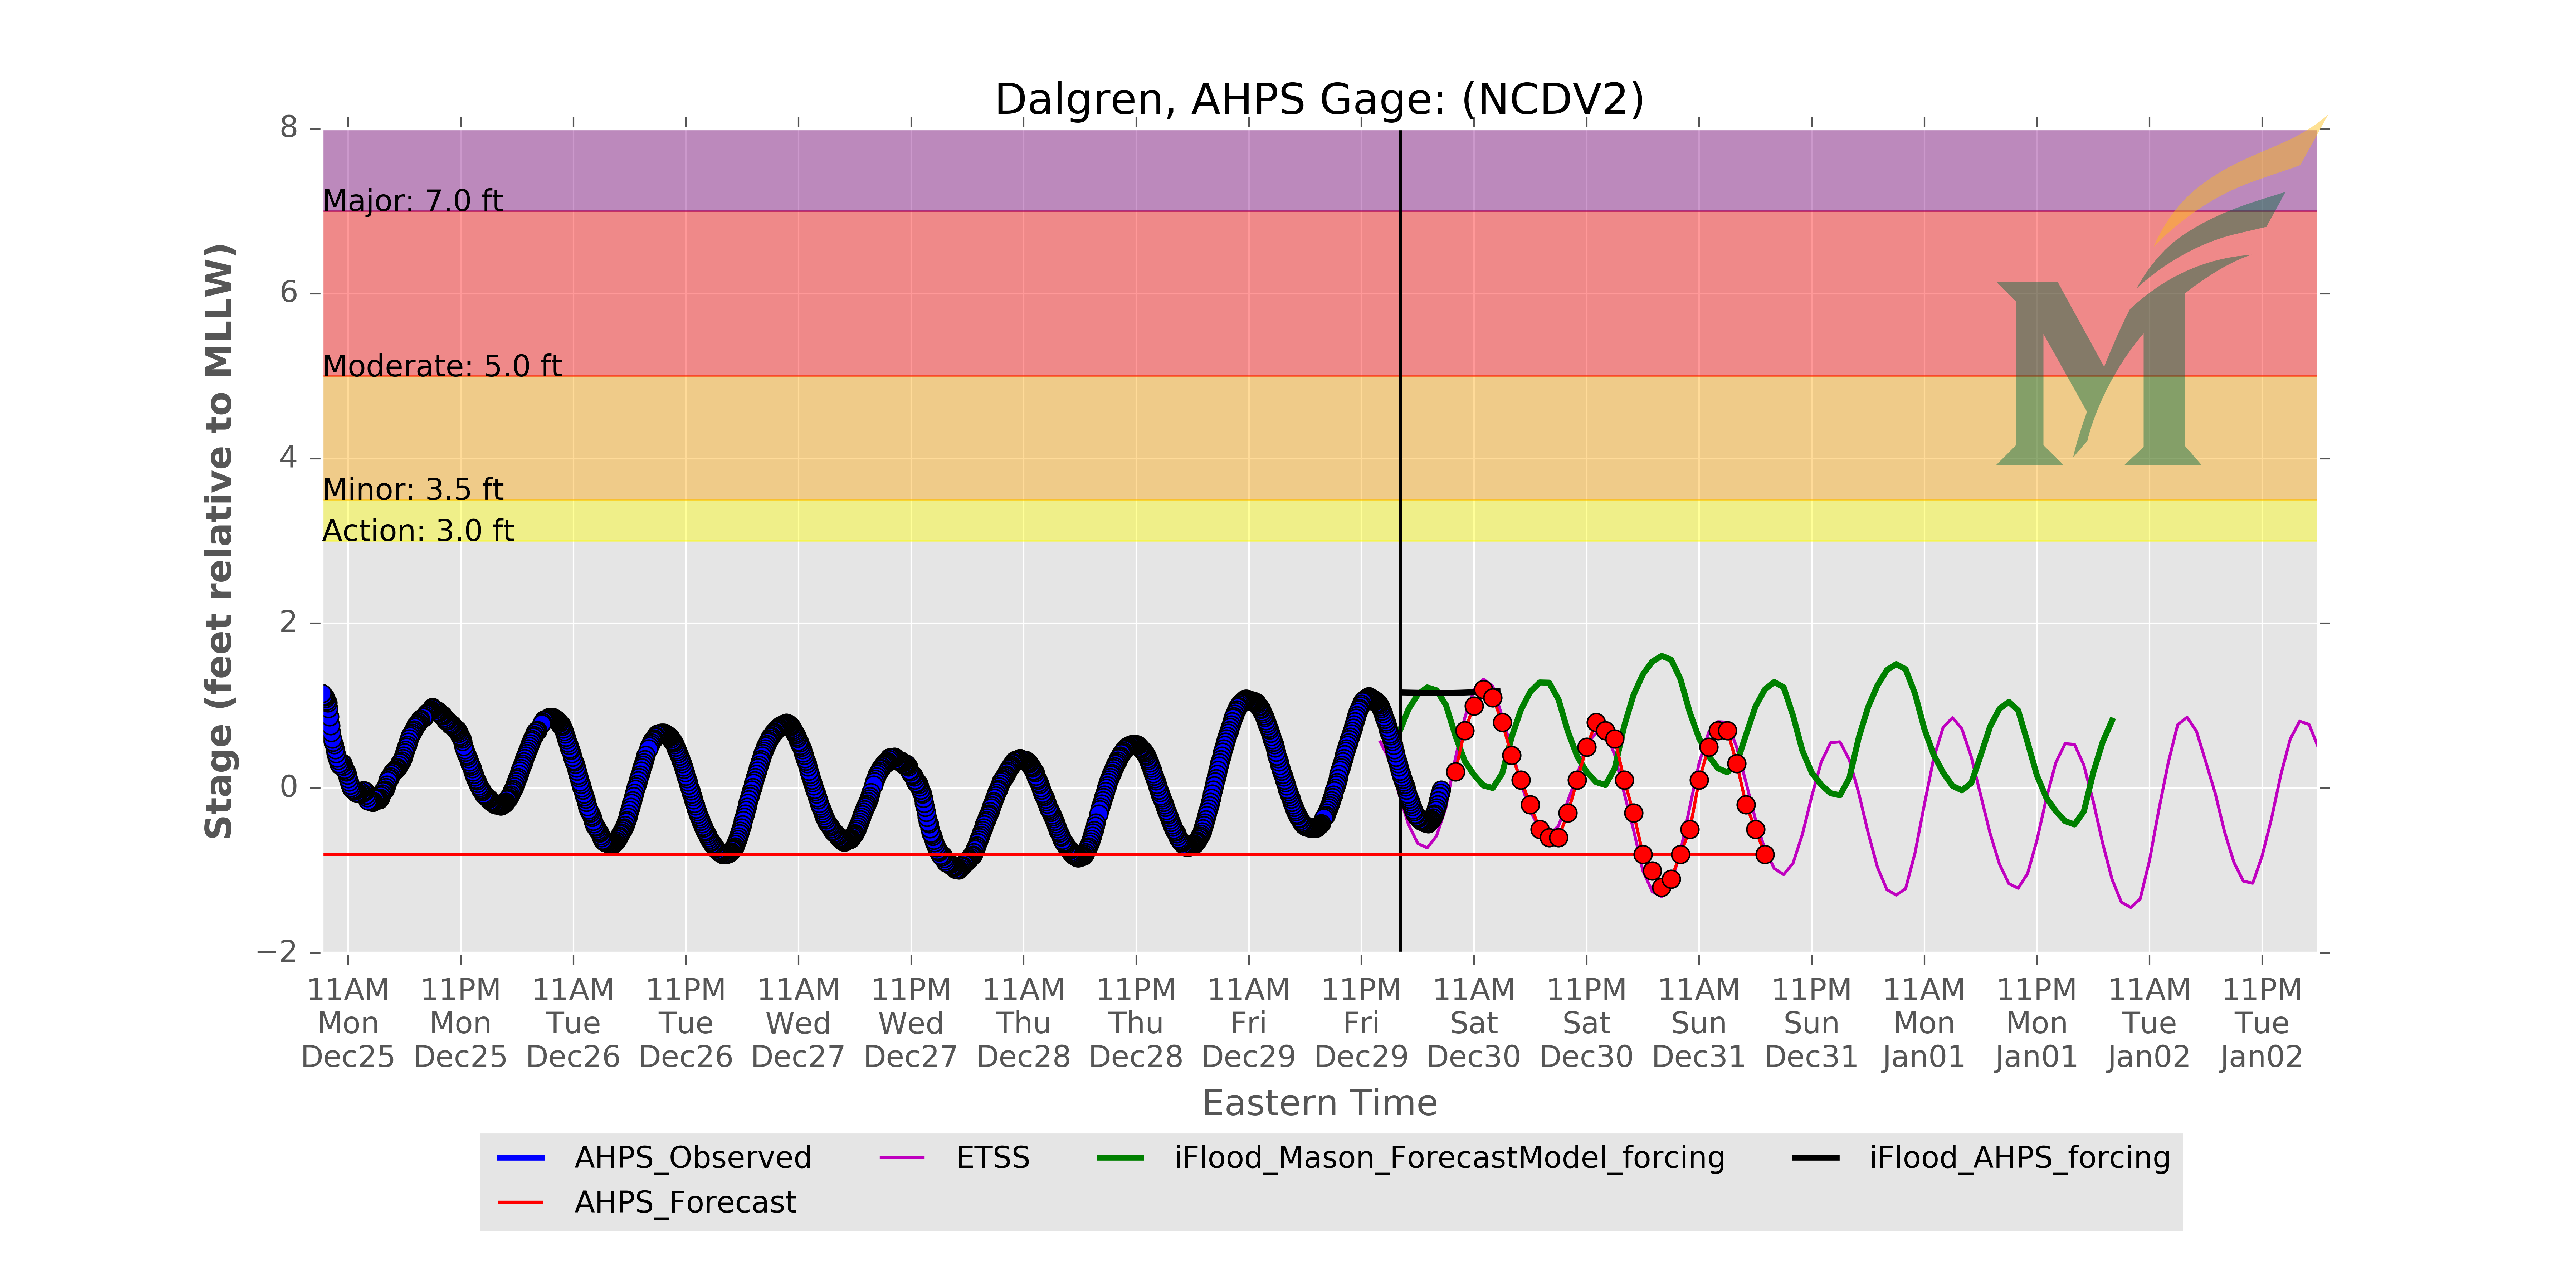 Dalgren, AHPS Gage: (NCDV2)
8
Major: 7.0 ft
6
Moderate: 5.0 ft
4
Minor: 3.5 ft
Action: 3.0 ft
2
0
−2
Stage (feet relative to MLLW)
11AM 11PM 11AM 11PM 11AM 11PM 11AM 11PM 11AM 11PM 11AM 11PM 11AM 11PM 11AM 11PM 11AM 11PM
Mon Mon Tue Tue Wed Wed Thu Thu Fri Fri Sat Sat Sun Sun Mon Mon Tue Tue
Dec25 Dec25 Dec26 Dec26 Dec27 Dec27 Dec28 Dec28 Dec29 Dec29 Dec30 Dec30 Dec31 Dec31 Jan01 Jan01 Jan02 Jan02
Eastern Time
AHPS_Observed ETSS iFlood_Mason_ForecastModel_forcing iFlood_AHPS_forcing
AHPS_Forecast
M